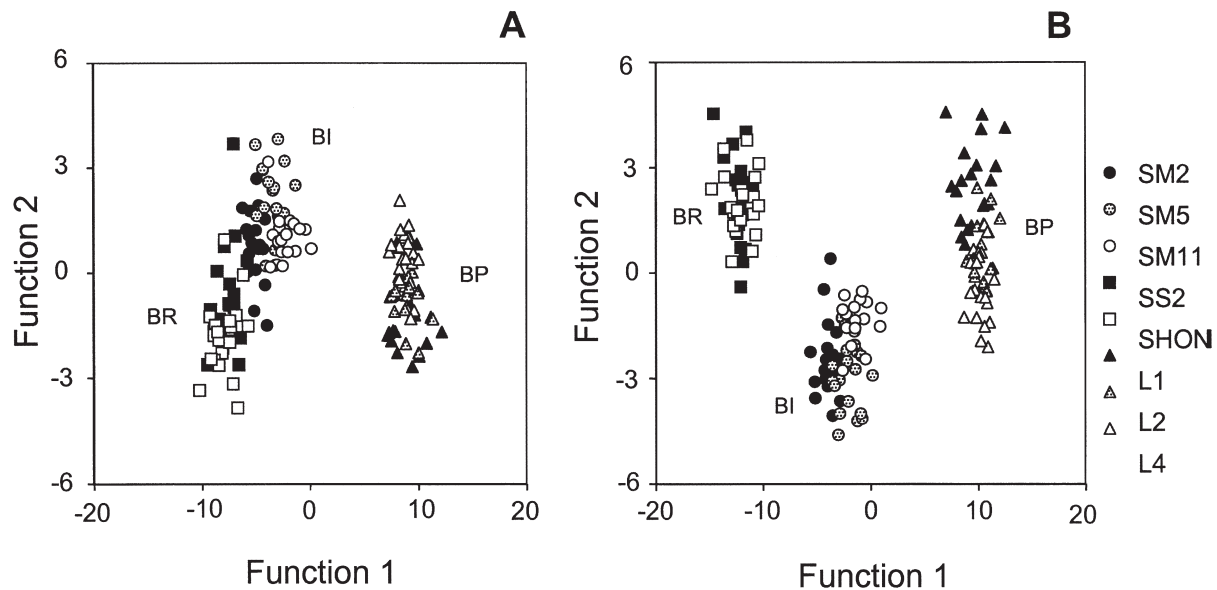 A
B
6
3
0
-3
-6
Function 2
BI
BR
BP
-20
-10
0
10
20
Function 1
6
3
0
-3
-6
Function 2
BR
BP
BI
-20
-10
0
10
20
Function 1
SM2
SM5
SM11
SS2
SHON
L1
L2
L4